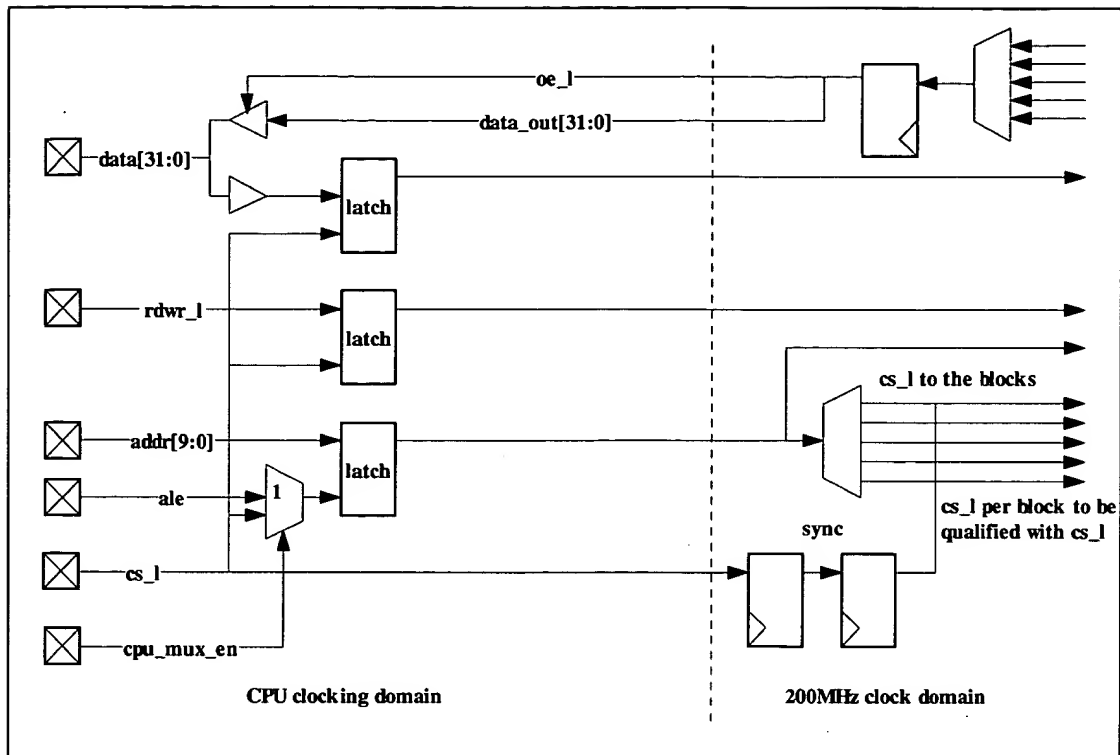 oe_l
data_out[31:0]
data[31:0]
latch
rdwr_l
latch
cs_l to the blocks
addr[9:0]
latch
ale
1
cs_l per block to be
qualified with cs_l
sync
cs_l
cpu_mux_en
CPU clocking domain
200MHz clock domain